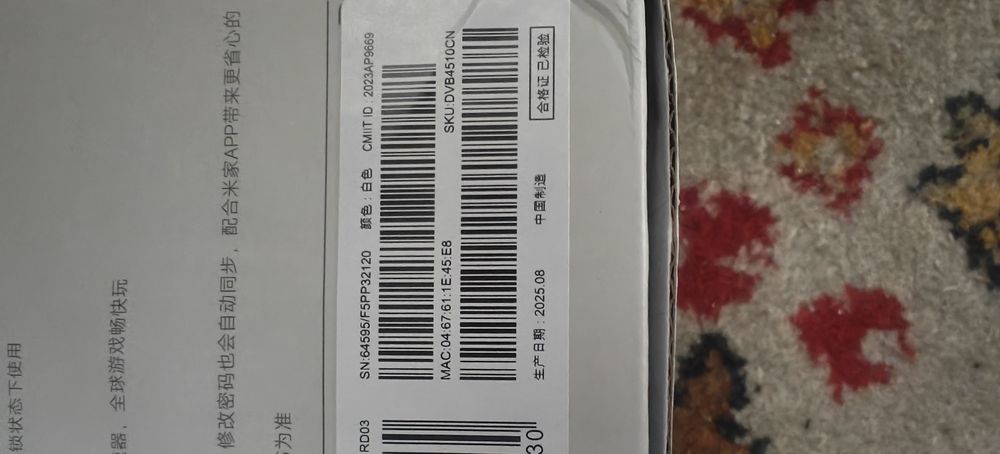 锁状态下使用
器、全球游戏畅快玩
修改密码也会自动同步，配合米家APP带来更省心的
为准
RD03
SN:64595/F5PP32120 颜色：白色 CMIIT ID：2023AP9669
MAC:04:67:61:1E:45:E8 SKU:DVB4510CN
30
生产日期：2025.08 中国制造 合格证 已检验